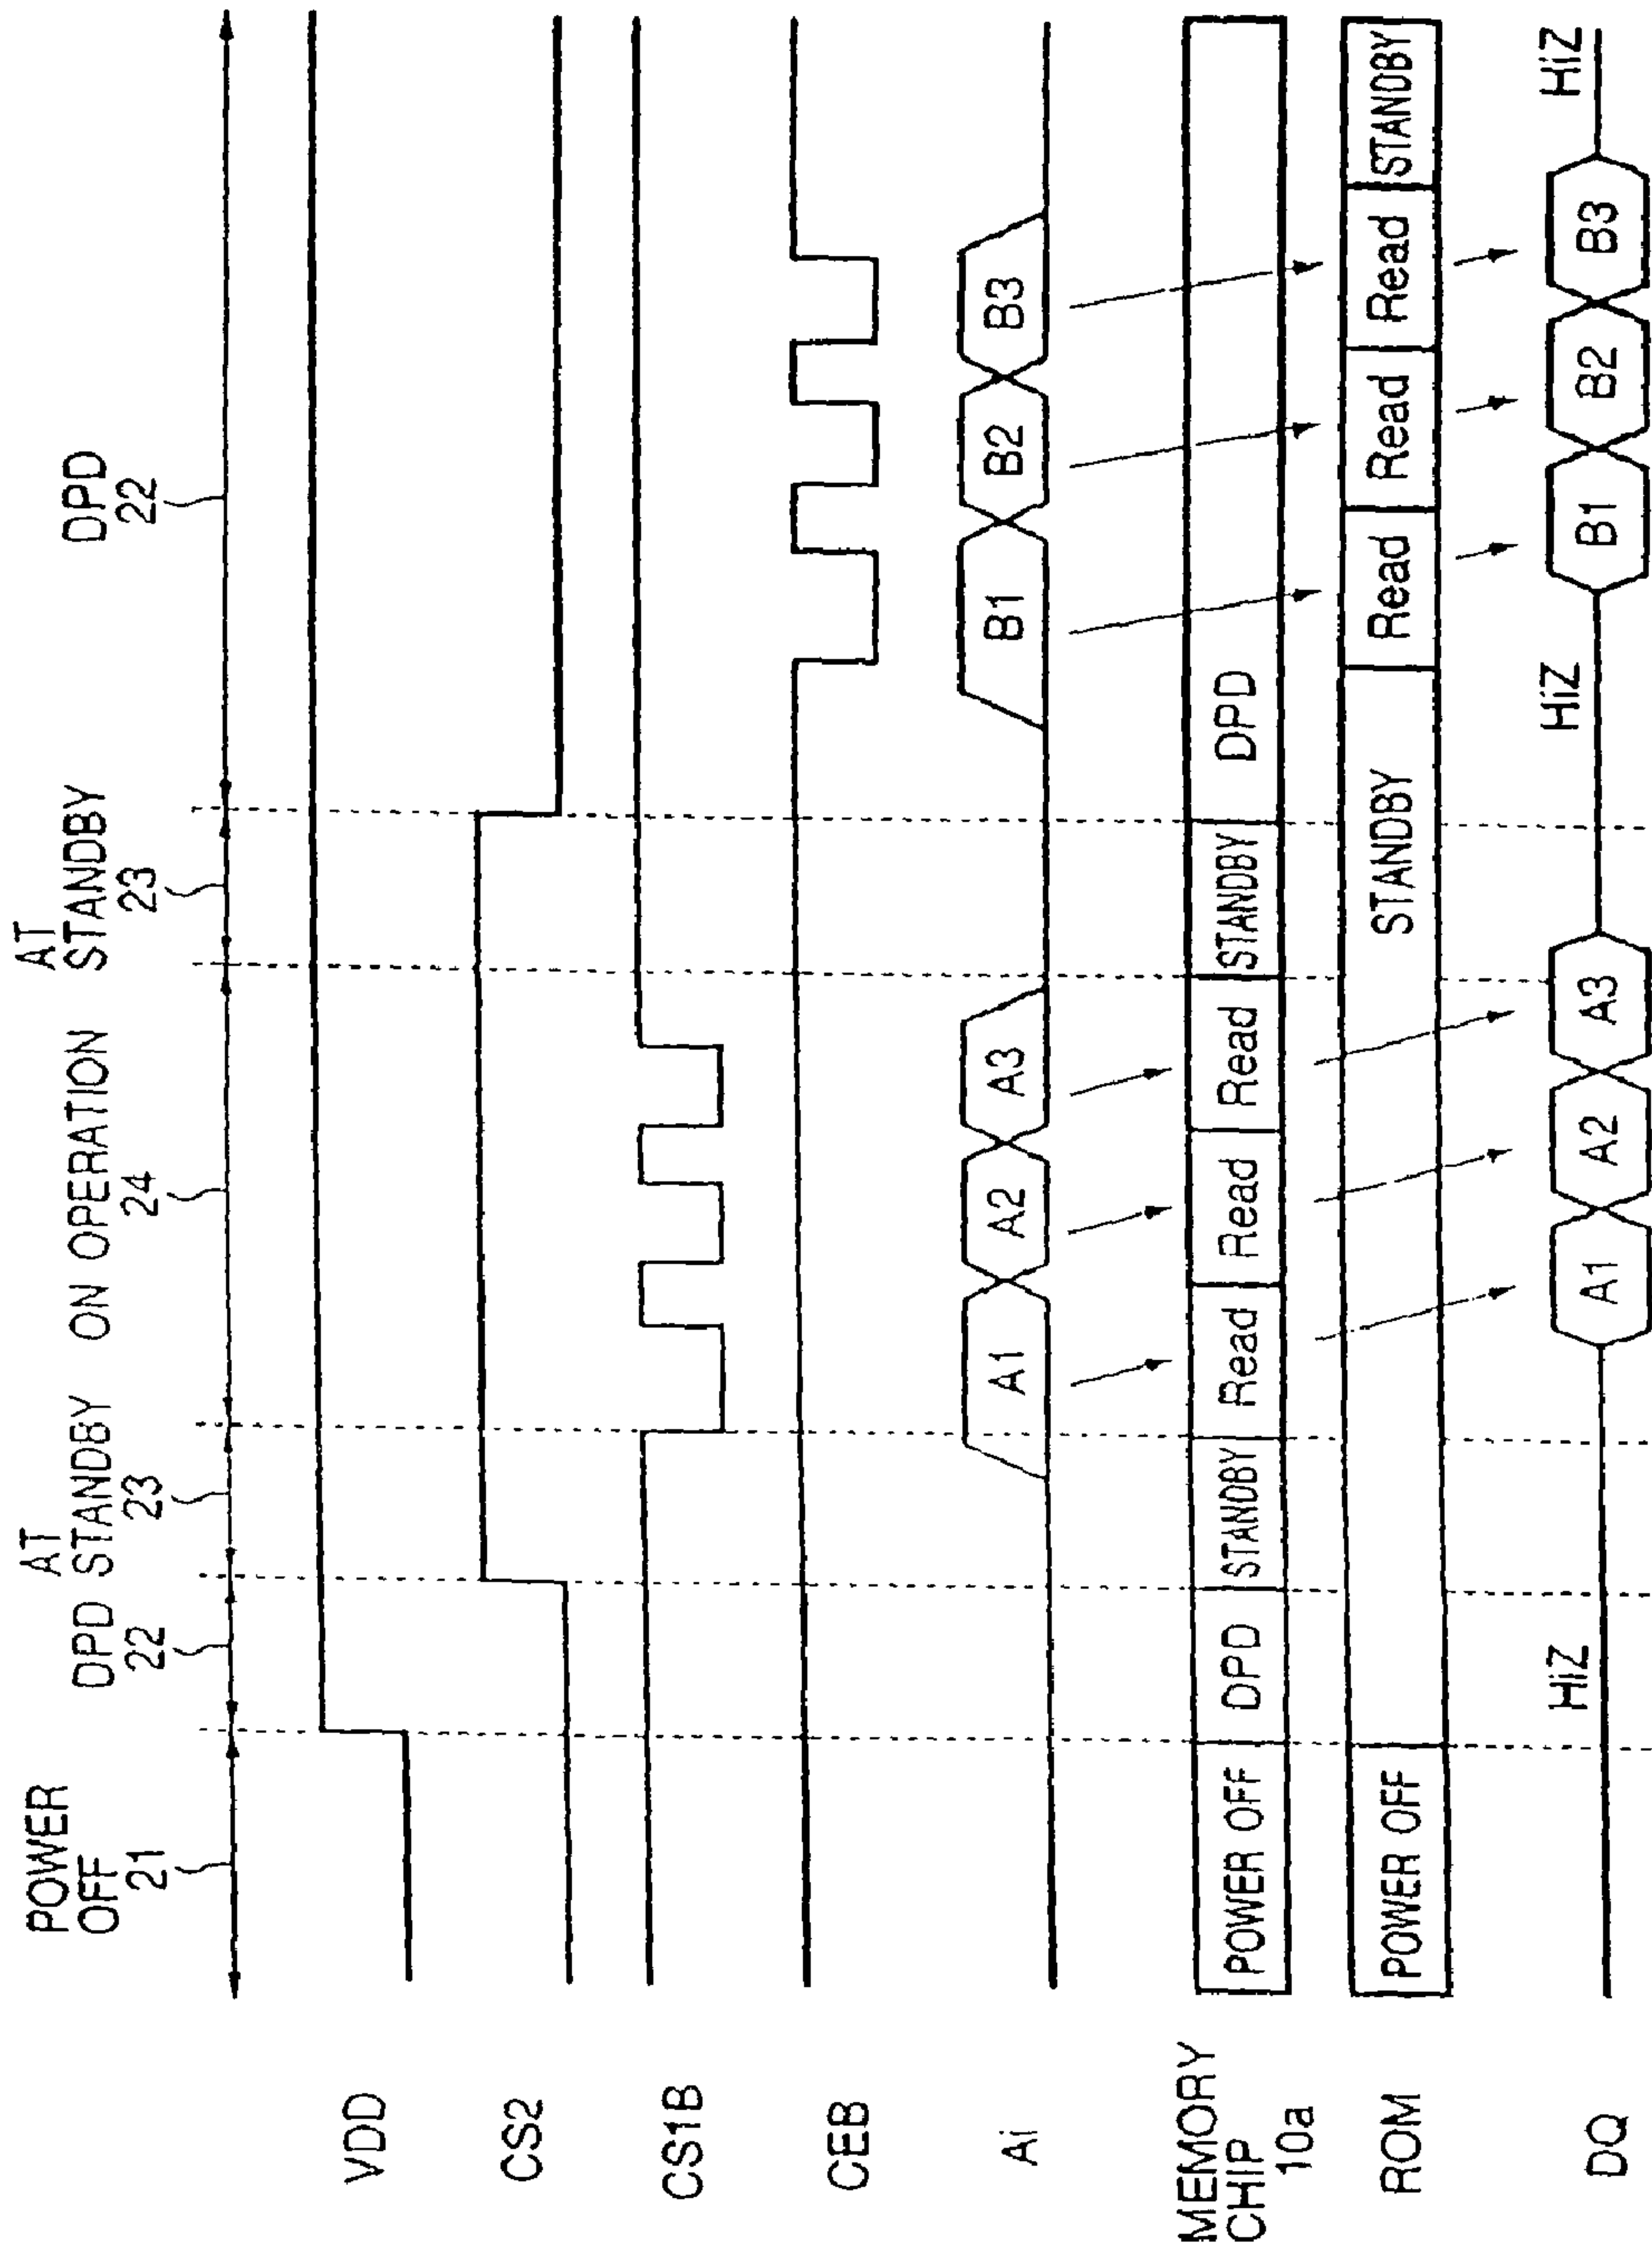 POWER
OFF
21
DPD
22
AT
STANDBY
23
ON OPERATION
24
AT
STANDBY
23
DPD
22
VDD
CS2
CS1B
CEB
Ai
A1 A2 A3 B1 B2 B3
MEMORY
CHIP
10a
POWER OFF DPD STANDBY Read Read Read STANDBY DPD
ROM
POWER OFF STANDBY Read Read Read STANDBY
DQ
HiZ A1 A2 A3 HiZ B1 B2 B3 HiZ